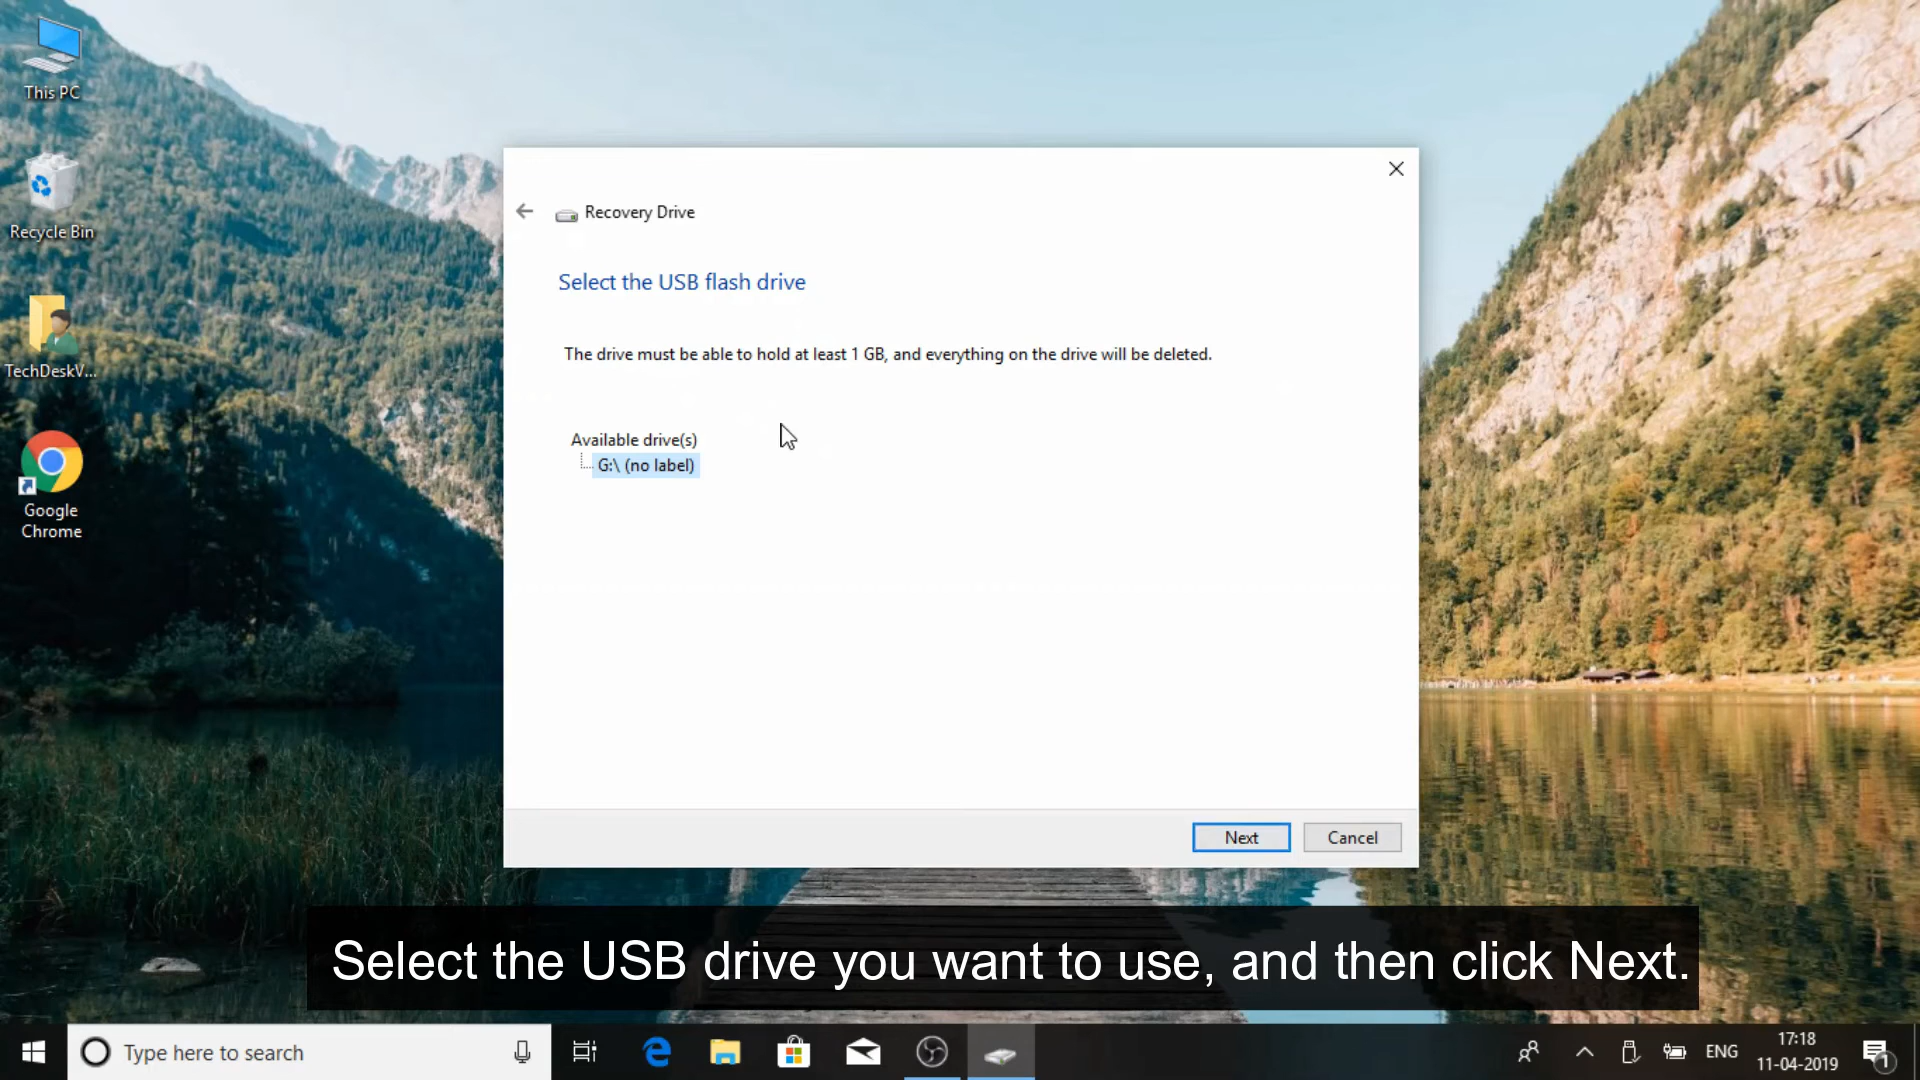 This PC
Recycle Bin
TechDeskV...
Google
Chrome
Recovery Drive
Select the USB flash drive
The drive must be able to hold at least 1 GB, and everything on the drive will be deleted.
Available drive(s)
G:\ (no label)
Next
Cancel
Select the USB drive you want to use, and then click Next.
Type here to search
ENG
17:18
11-04-2019
1